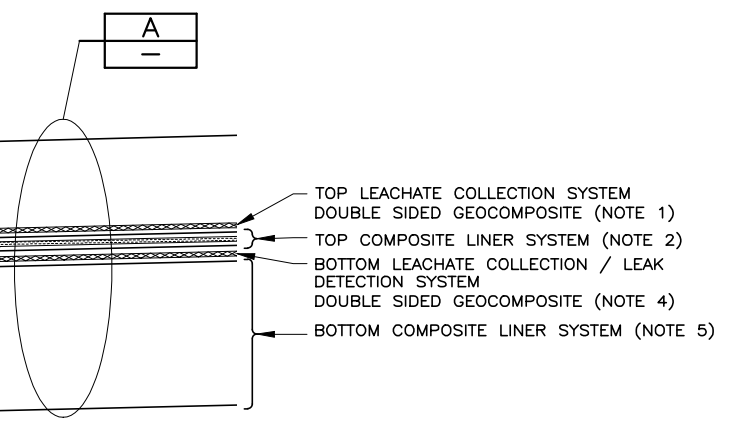 A
–
TOP LEACHATE COLLECTION SYSTEM
DOUBLE SIDED GEOCOMPOSITE (NOTE 1)
TOP COMPOSITE LINER SYSTEM (NOTE 2)
BOTTOM LEACHATE COLLECTION / LEAK
DETECTION SYSTEM
DOUBLE SIDED GEOCOMPOSITE (NOTE 4)
BOTTOM COMPOSITE LINER SYSTEM (NOTE 5)